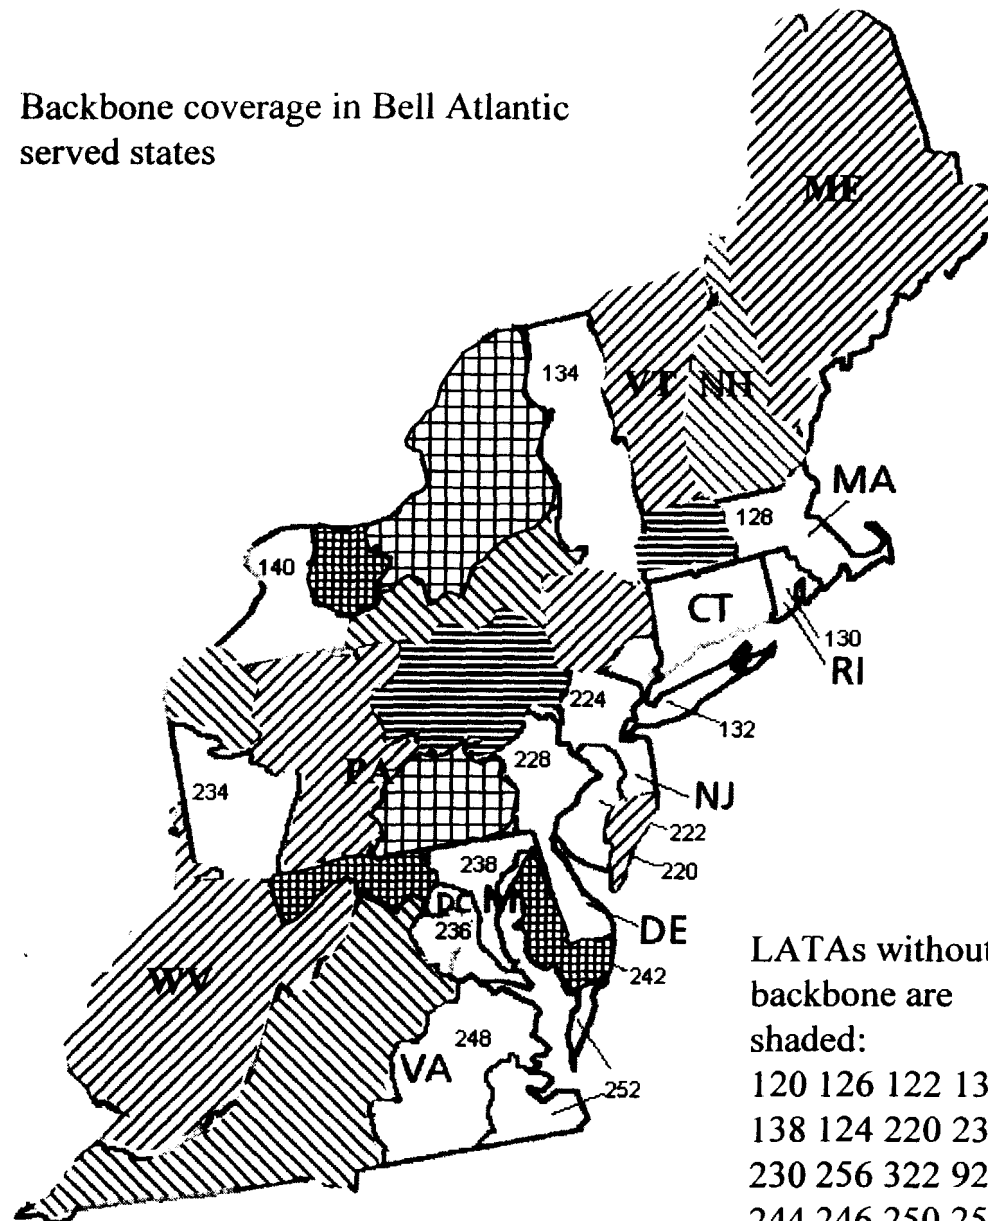 Backbone coverage in Bell Atlantic
served states
ME
134
VT NH
MA
128
140
CT
130
RI
224
132
228
PA
234
NJ
222
220
238
DC
236
DE
242
WV
LATAs without
backbone are
shaded:
248
VA
252
120 126 122 13
138 124 220 23
230 256 322 92
244 246 250 25